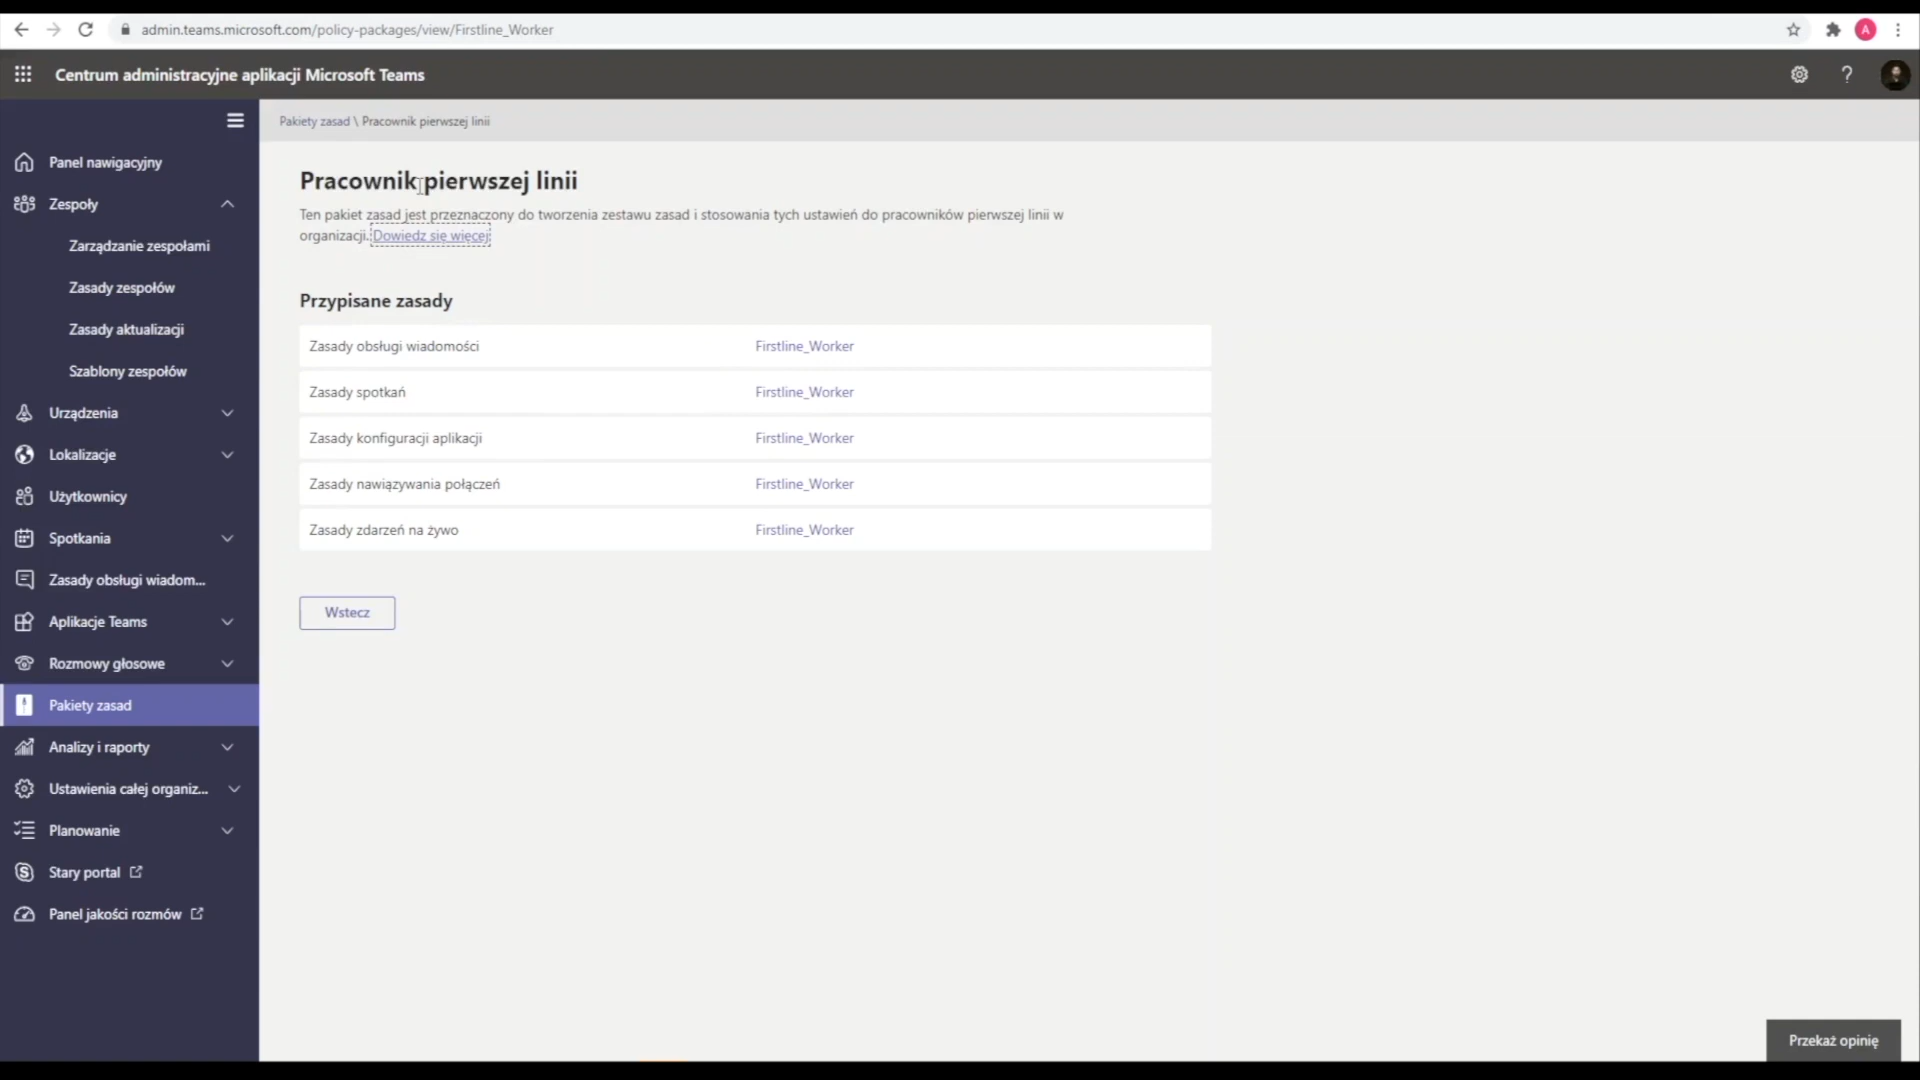 admin.teams.microsoft.com/policy-packages/view/Firstline_Worker
A
Centrum administracyjne aplikacji Microsoft Teams
?
Pakiety zasad \ Pracownik pierwszej linii
Panel nawigacyjny
Zespoły
Zarządzanie zespołami
Zasady zespołów
Zasady aktualizacji
Szablony zespołów
Urządzenia
Lokalizacje
Użytkownicy
Spotkania
Zasady obsługi wiadom...
Aplikacje Teams
Rozmowy głosowe
Pakiety zasad
Analizy i raporty
Ustawienia całej organiz...
Planowanie
Stary portal
Panel jakości rozmów
Pracownik pierwszej linii
Ten pakiet zasad jest przeznaczony do tworzenia zestawu zasad i stosowania tych ustawień do pracowników pierwszej linii w
organizacji. Dowiedz się więcej
Przypisane zasady
Zasady obsługi wiadomości Firstline_Worker
Zasady spotkań Firstline_Worker
Zasady konfiguracji aplikacji Firstline_Worker
Zasady nawiązywania połączeń Firstline_Worker
Zasady zdarzeń na żywo Firstline_Worker
Wstecz
Przekaż opinię